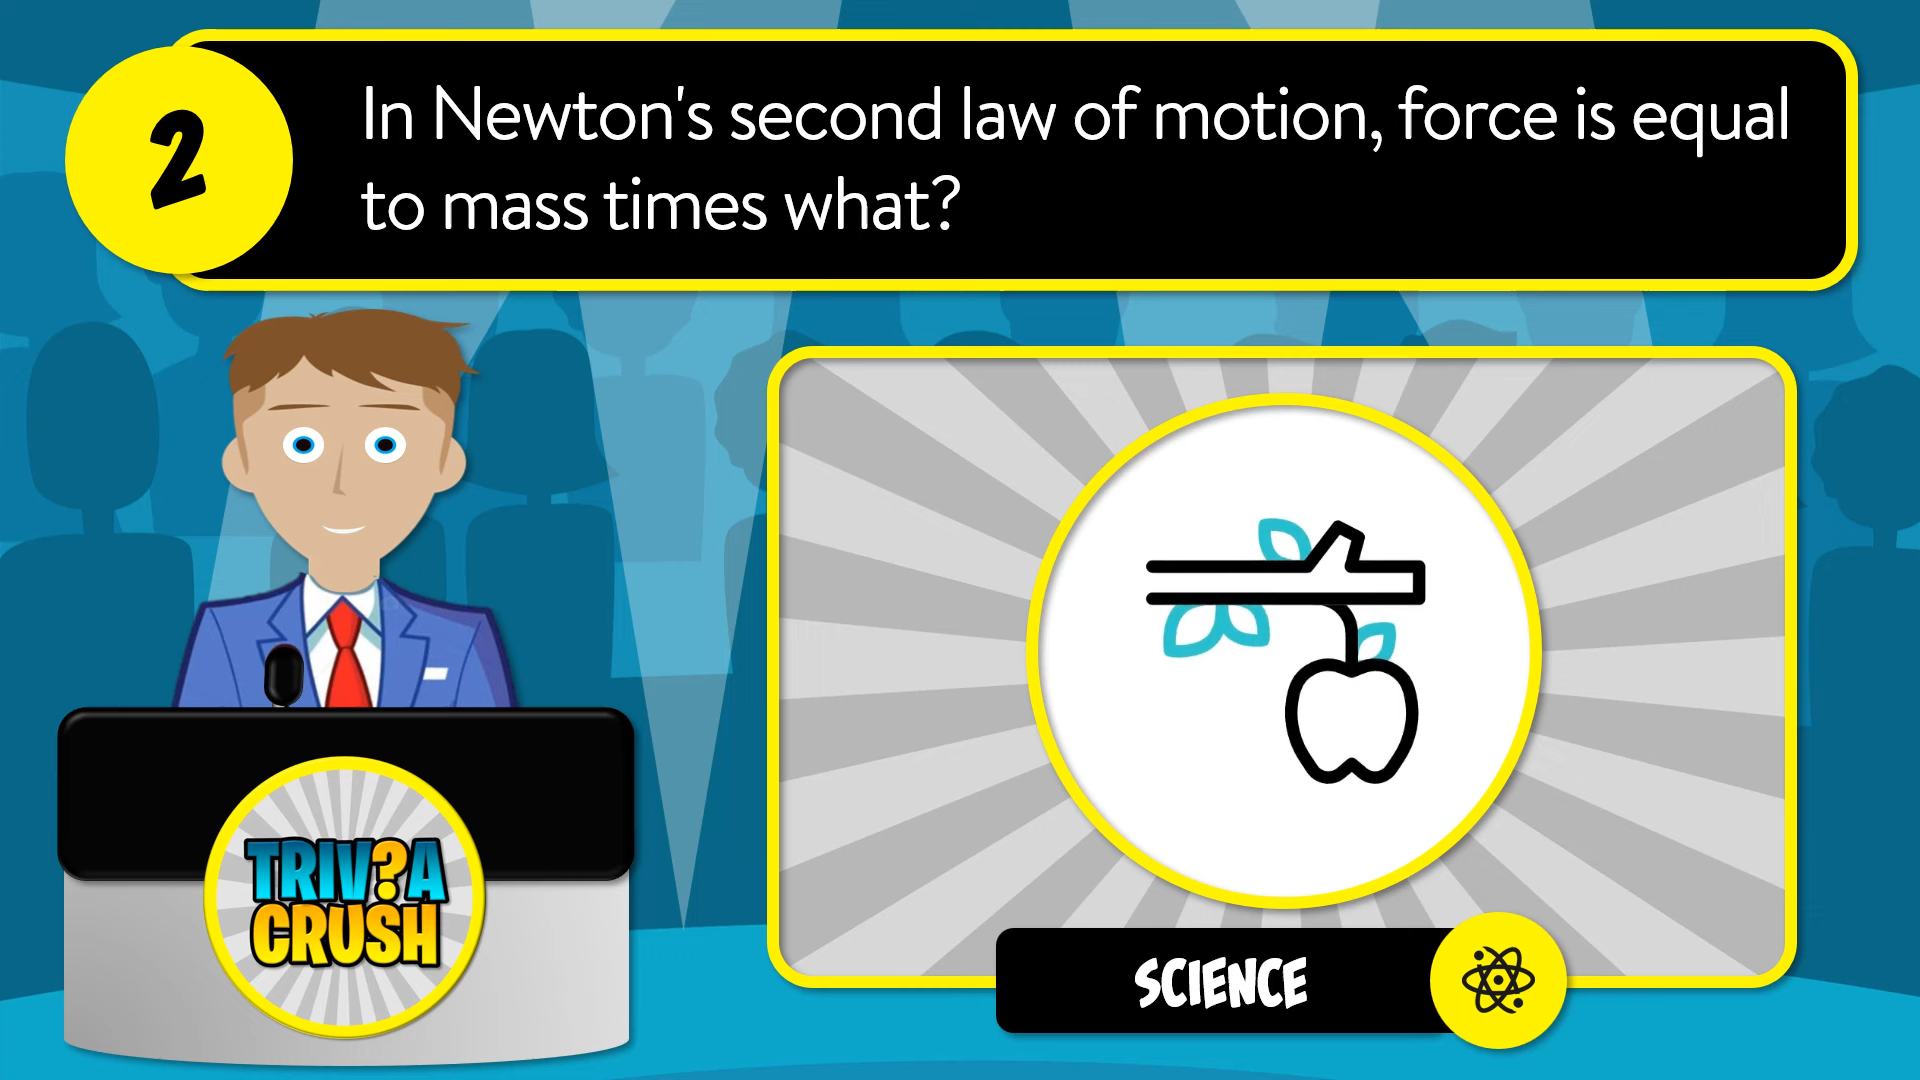 2
In Newton's second law of motion, force is equal
to mass times what?
TRIV?A
CRUSH
SCIENCE